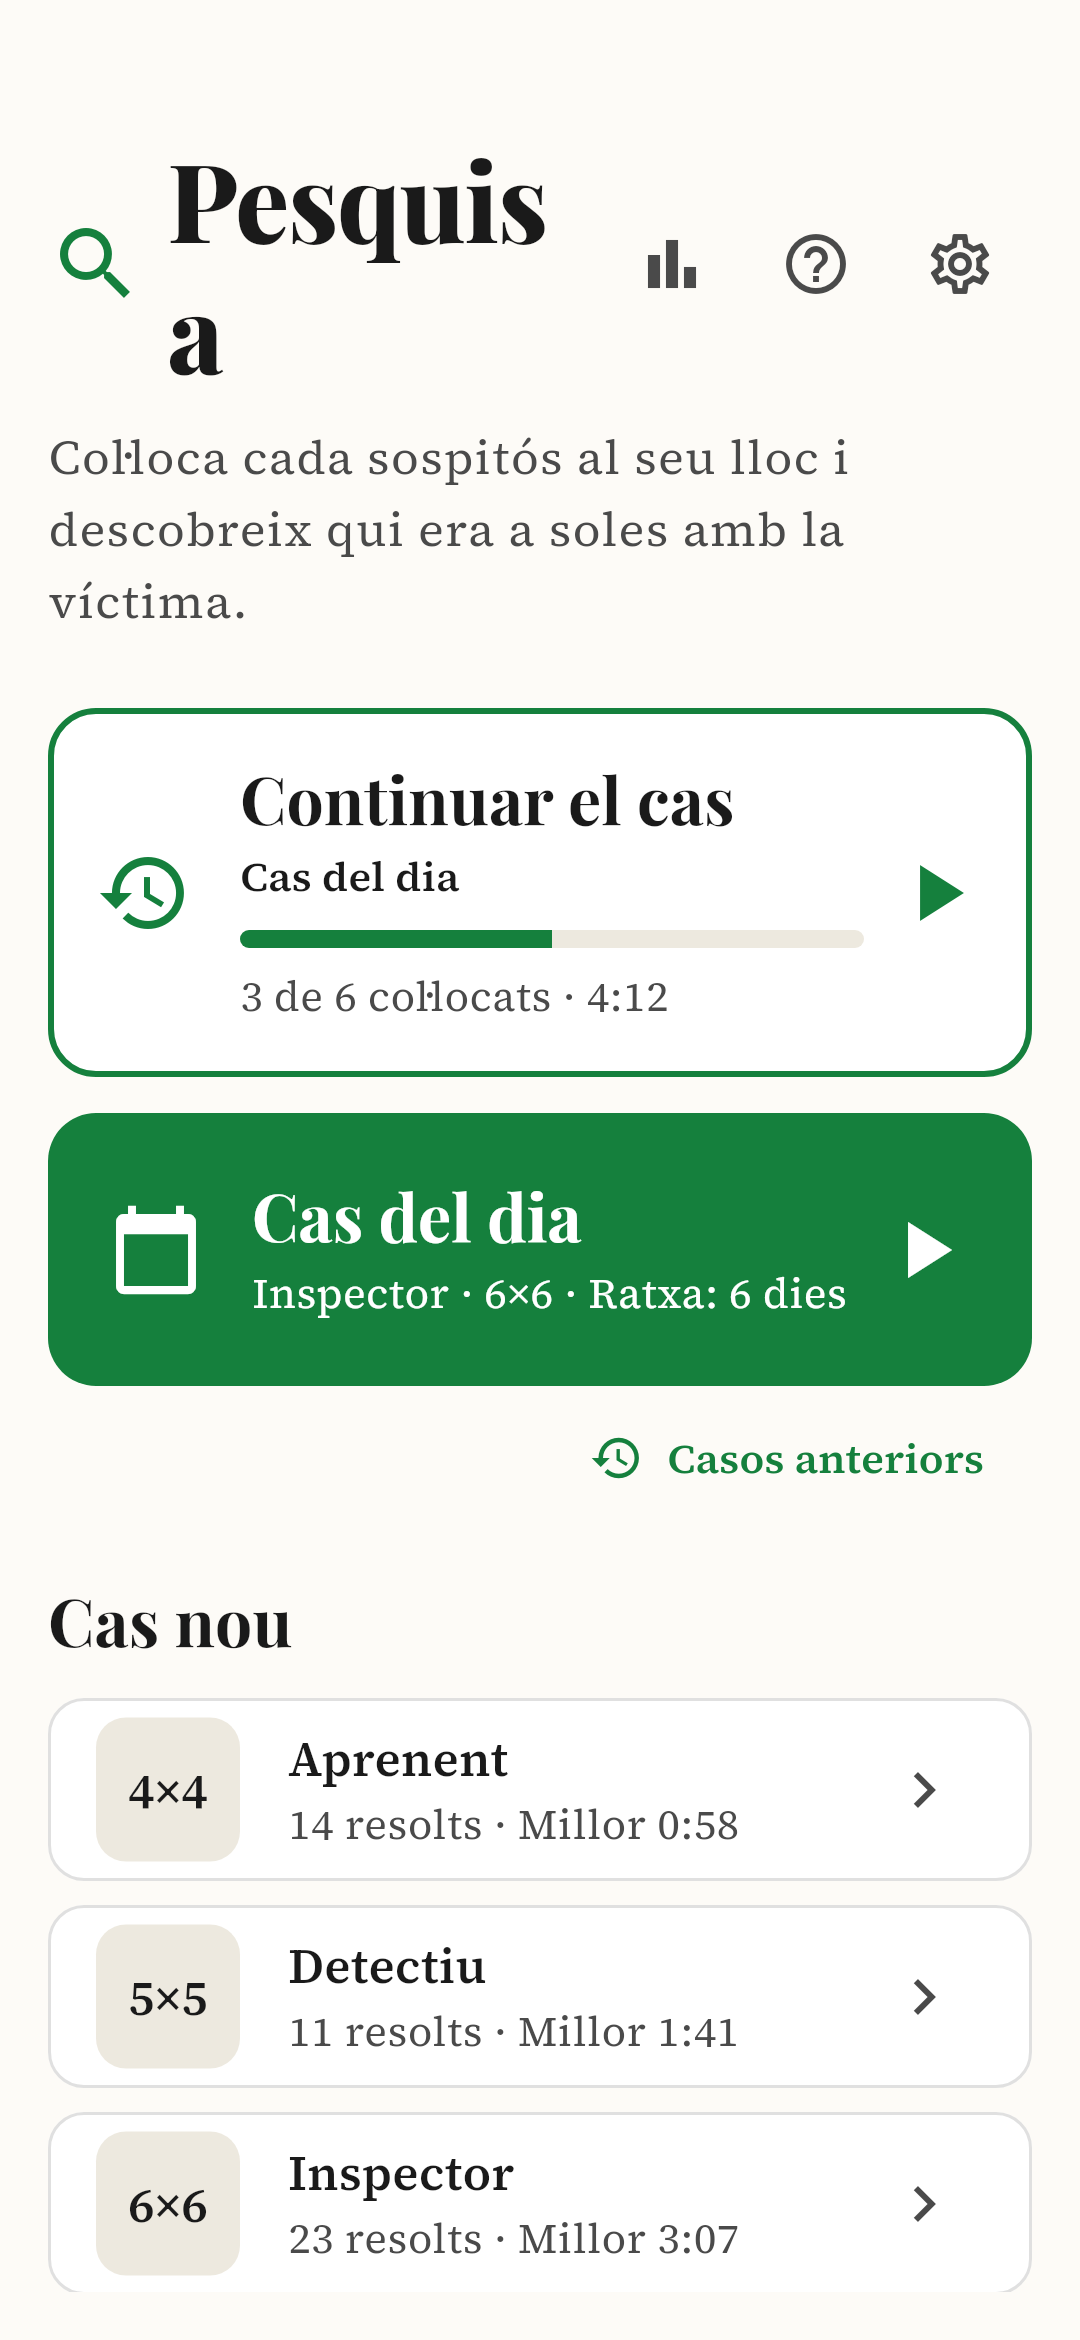 Pesquis
a
Col·loca cada sospitós al seu lloc i
descobreix qui era a soles amb la
víctima.
Continuar el cas
Cas del dia
3 de 6 col·locats · 4:12
Cas del dia
Inspector · 6×6 · Ratxa: 6 dies
Casos anteriors
Cas nou
4×4
Aprenent
14 resolts · Millor 0:58
5×5
Detectiu
11 resolts · Millor 1:41
6×6
Inspector
23 resolts · Millor 3:07